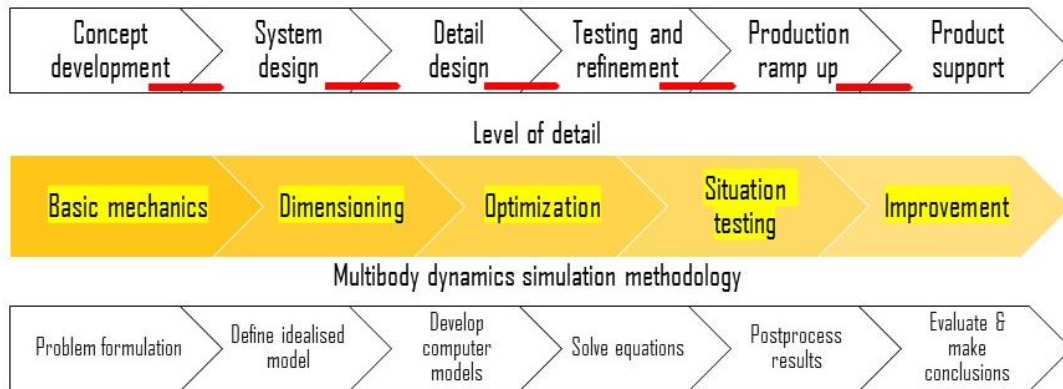 Concept
development
System
design
Detail
design
Testing and
refinement
Production
ramp up
Product
support
Level of detail
Basic mechanics
Dimensioning
Optimization
Situation
testing
Improvement
Multibody dynamics simulation methodology
Problem formulation
Define idealised
model
Develop
computer
models
Solve equations
Postprocess
results
Evaluate &
make
conclusions